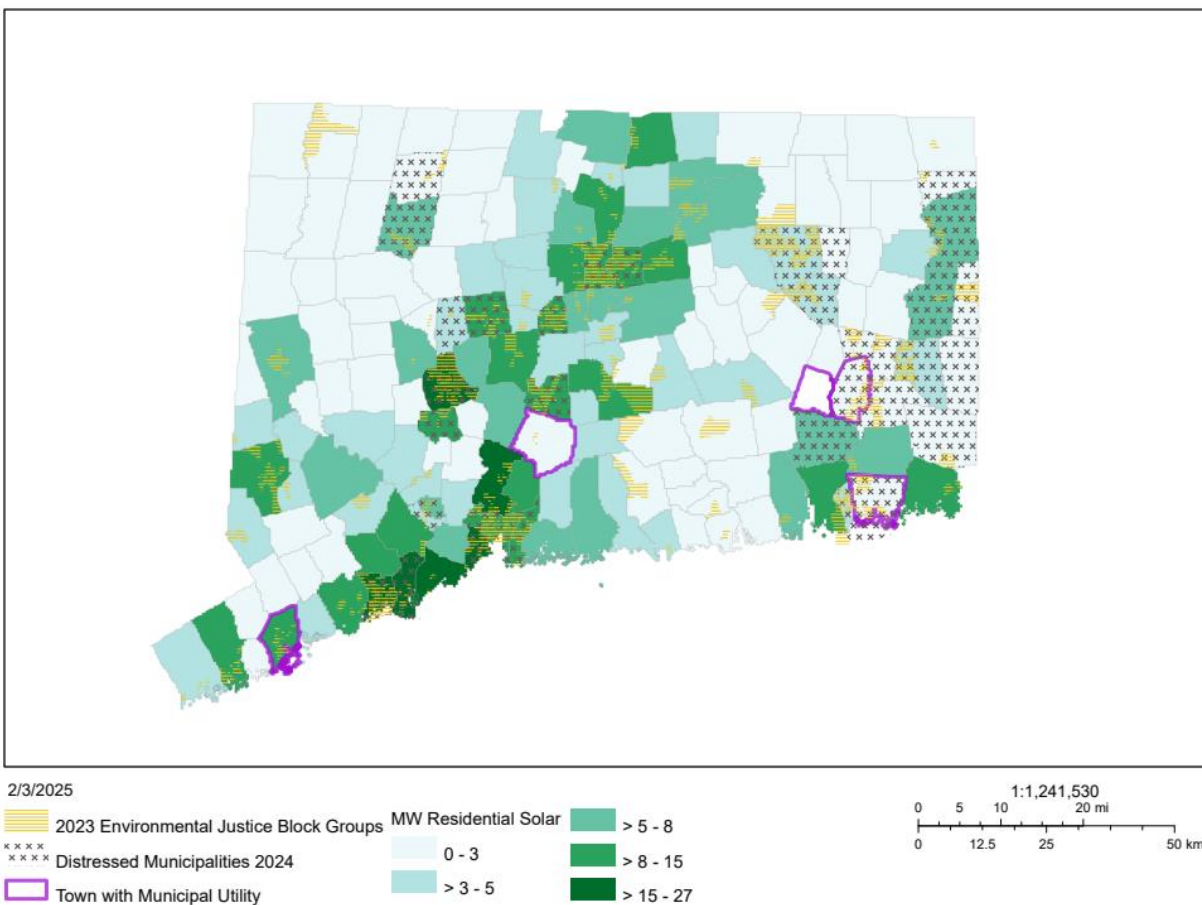 2/3/2025
2023 Environmental Justice Block Groups
Distressed Municipalities 2024
Town with Municipal Utility
MW Residential Solar
0 - 3
> 3 - 5
> 5 - 8
> 8 - 15
> 15 - 27
1:1,241,530
0 5 10 20 mi
0 12.5 25 50 km